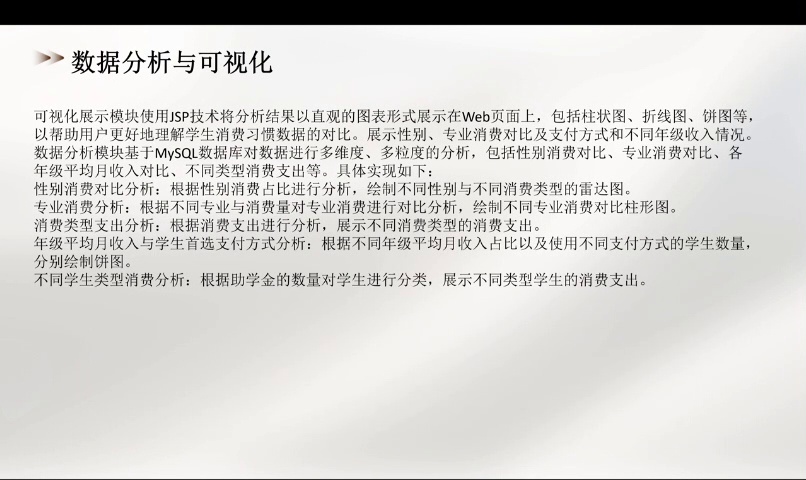 数据分析与可视化
可视化展示模块使用JSP技术将分析结果以直观的图表形式展示在Web页面上，包括柱状图、折线图、饼图等，
以帮助用户更好地理解学生消费习惯数据的对比。展示性别、专业消费对比及支付方式和不同年级收入情况。
数据分析模块基于MySQL数据库对数据进行多维度、多粒度的分析，包括性别消费对比、专业消费对比、各
年级平均月收入对比、不同类型消费支出等。具体实现如下：
性别消费对比分析：根据性别消费占比进行分析，绘制不同性别与不同消费类型的雷达图。
专业消费分析：根据不同专业与消费量对专业消费进行对比分析，绘制不同专业消费对比柱形图。
消费类型支出分析：根据消费支出进行分析，展示不同消费类型的消费支出。
年级平均月收入与学生首选支付方式分析：根据不同年级平均月收入占比以及使用不同支付方式的学生数量，
分别绘制饼图。
不同学生类型消费分析：根据助学金的数量对学生进行分类，展示不同类型学生的消费支出。